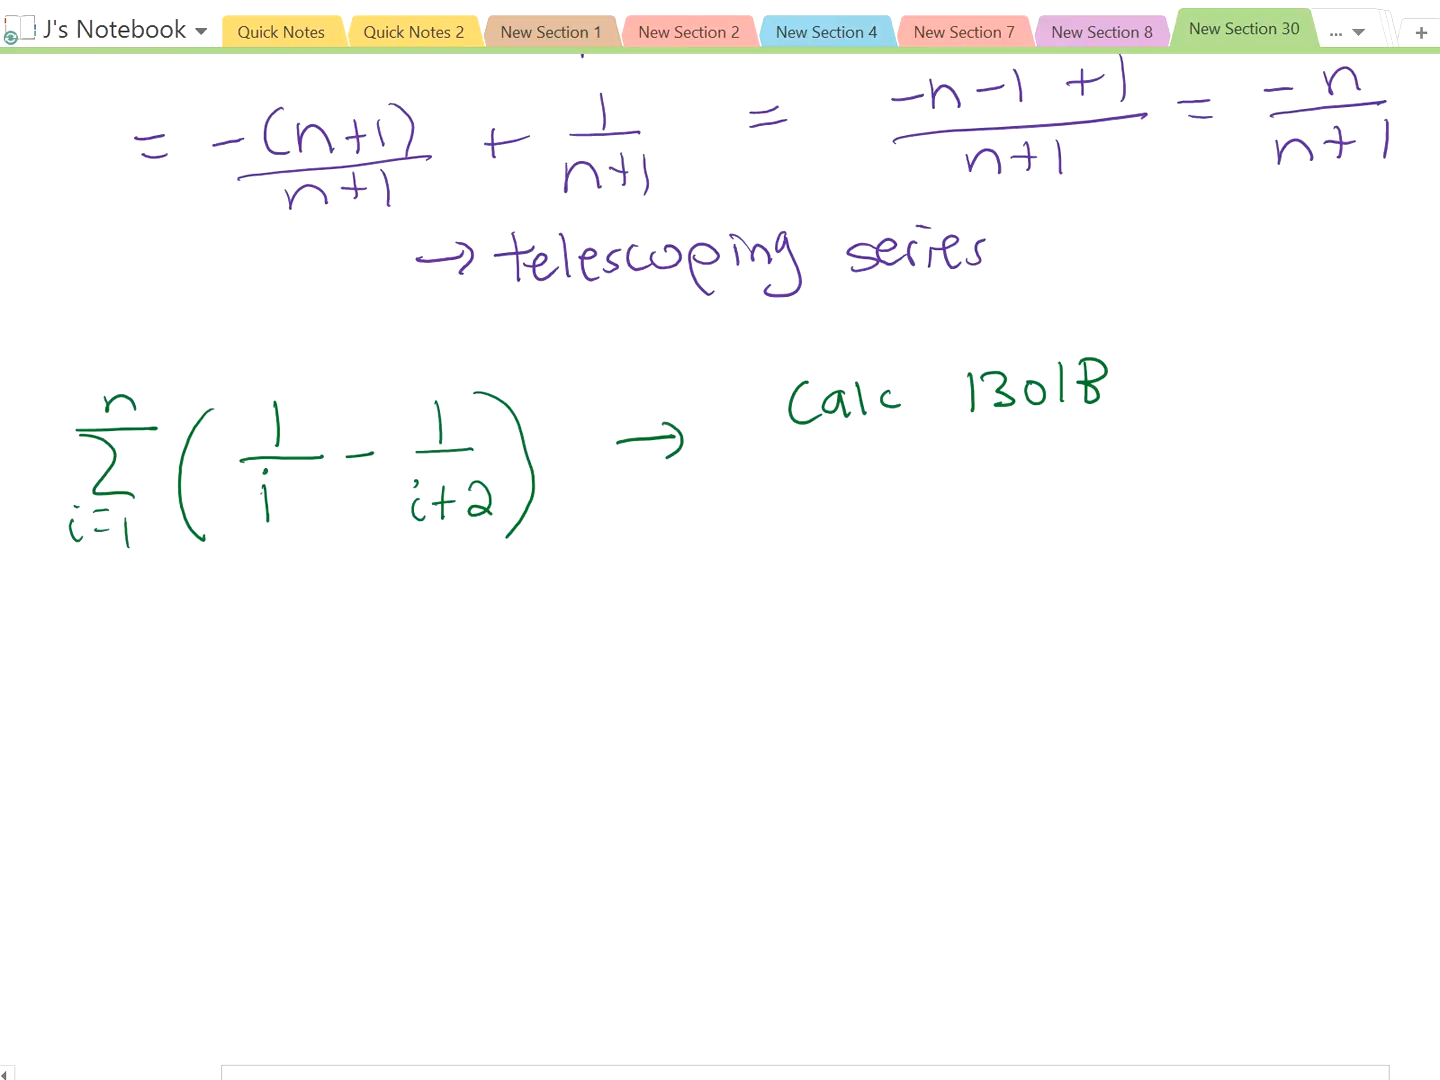 J's Notebook Quick Notes Quick Notes 2 New Section 1 New Section 2 New Section 4 New Section 7 New Section 8 New Section 30 ... +
= -(n+1)/(n+1) + 1/(n+1) = (-n-1+1)/(n+1) = -n/(n+1)
→ telescoping series
Calc 1301B
n Σ i=1 ( 1/i - 1/(i+2) ) →